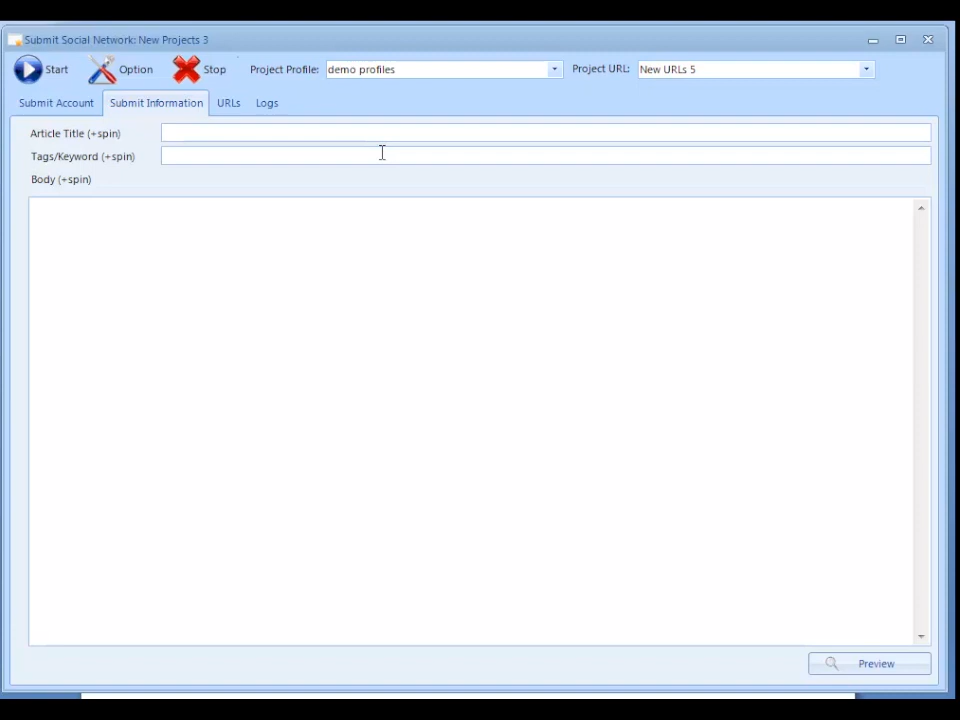 Submit Social Network: New Projects 3
Start Option Stop Project Profile: demo profiles Project URL: New URLs 5
Submit Account Submit Information URLs Logs
Article Title (+spin)
Tags/Keyword (+spin)
Body (+spin)
Preview